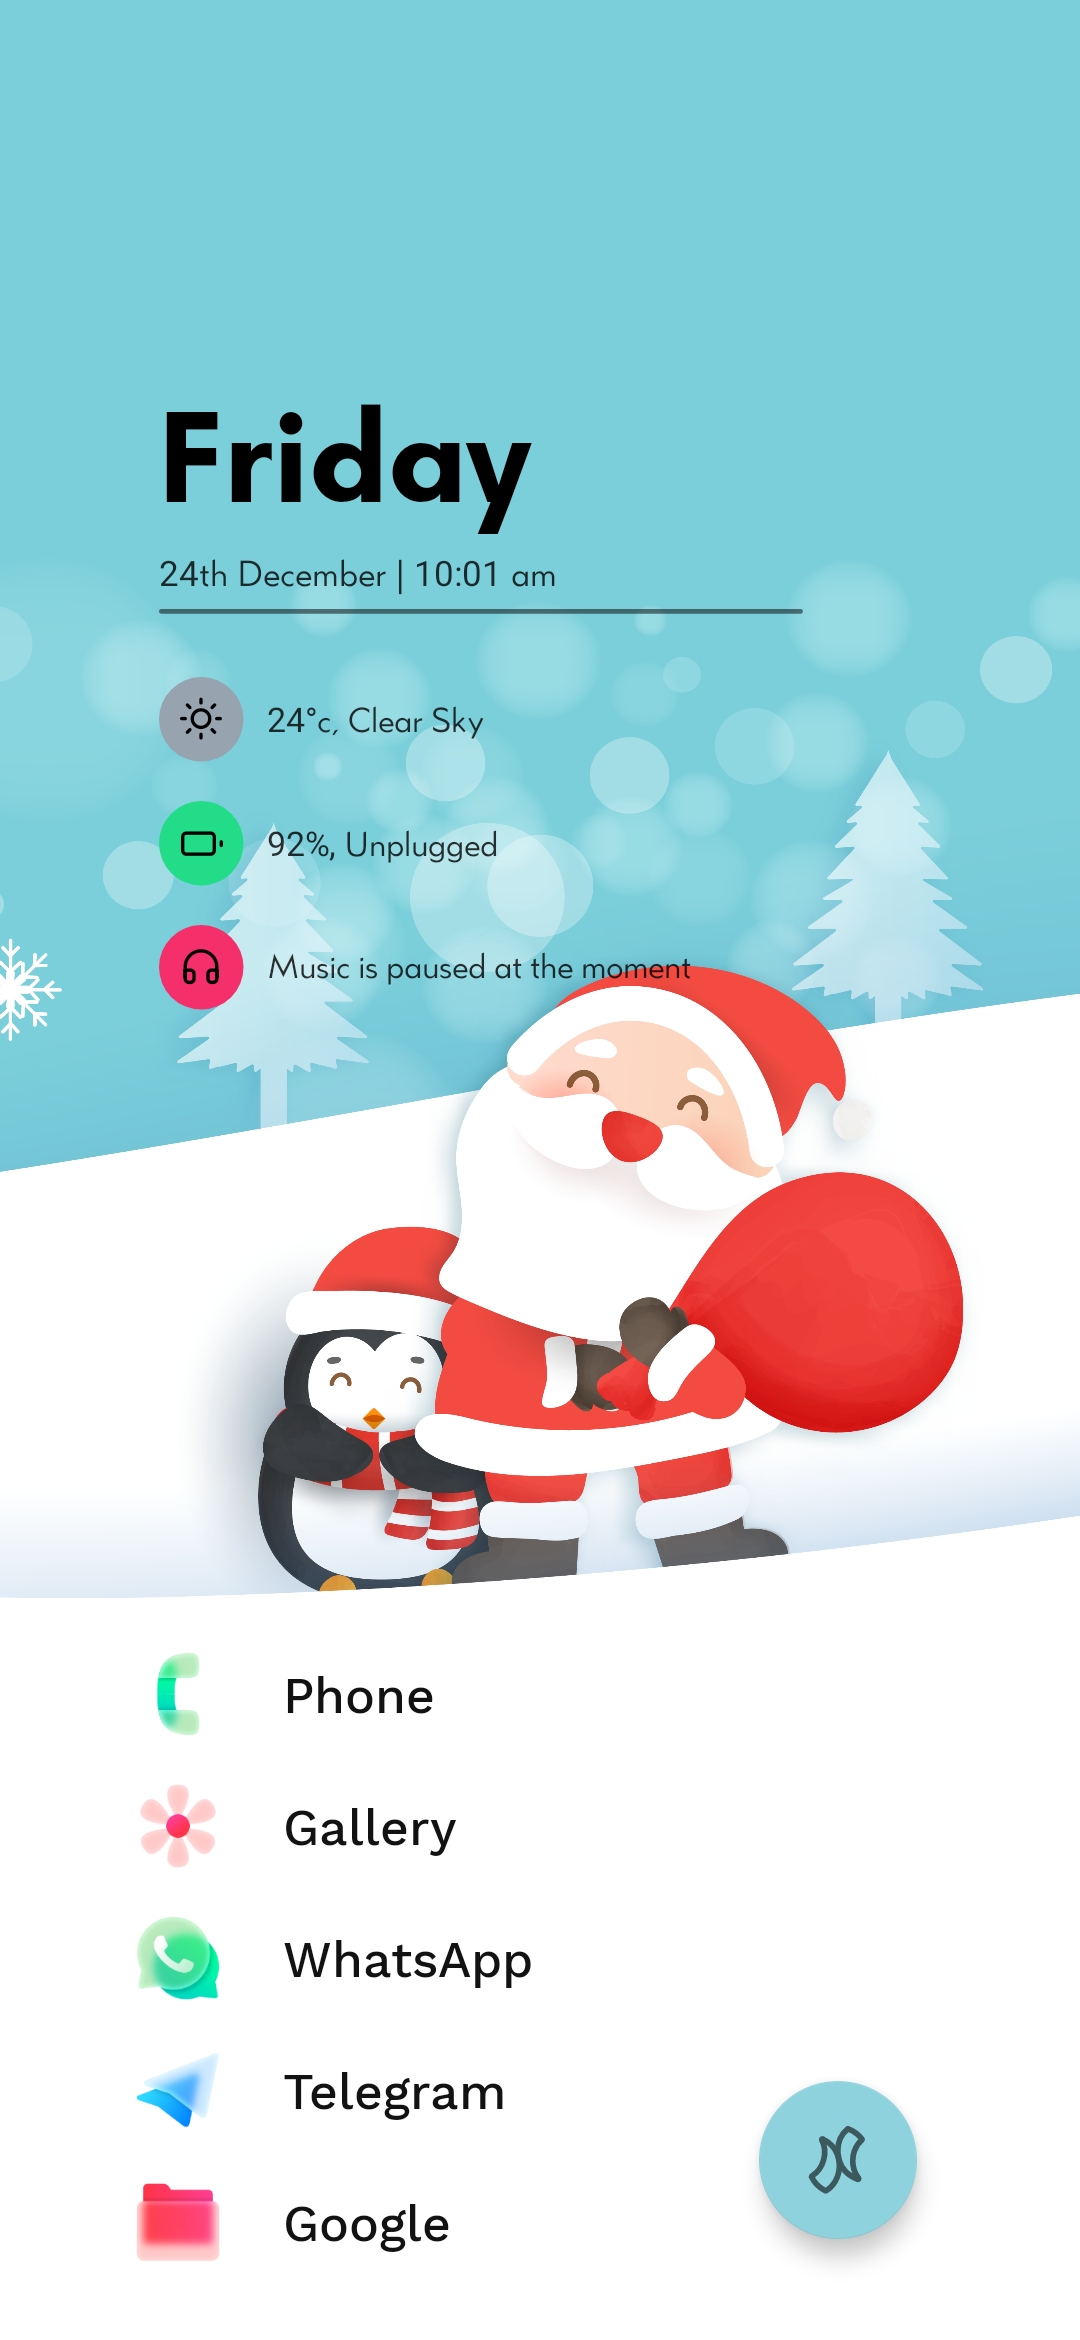 Friday
24th December | 10:01 am
24°c, Clear Sky
92%, Unplugged
Music is paused at the moment
Phone
Gallery
WhatsApp
Telegram
Google